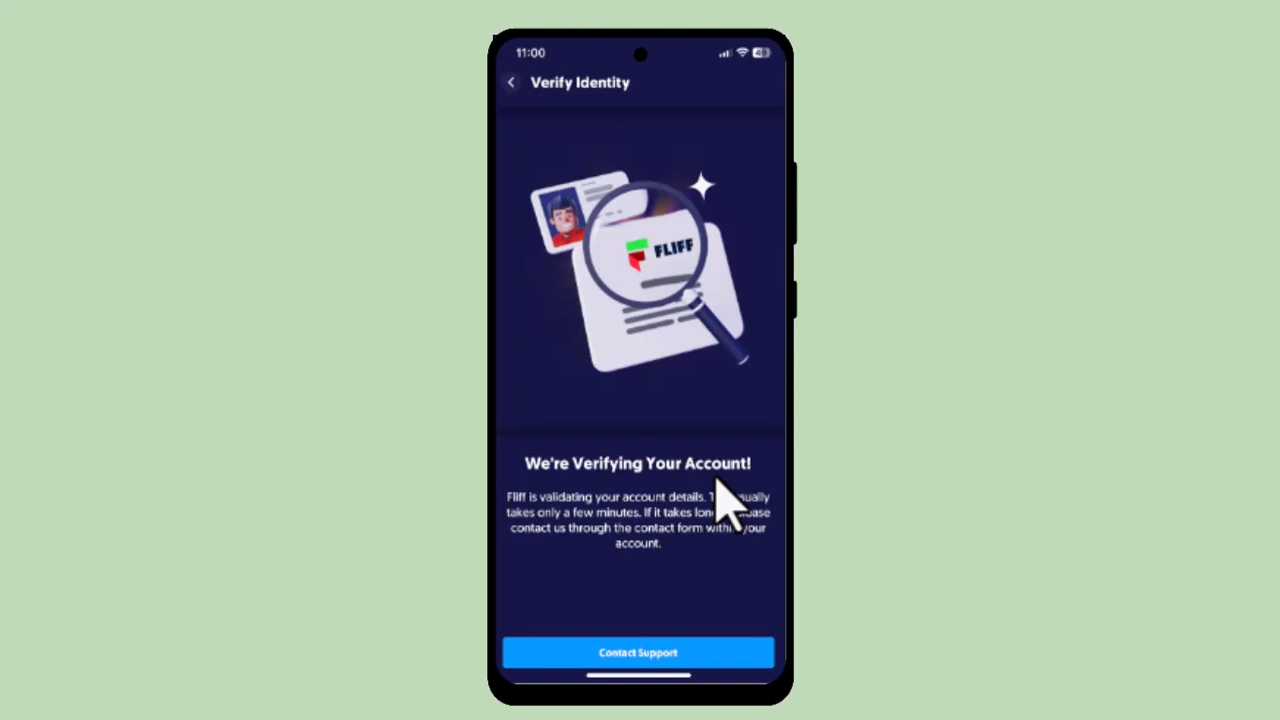 11:00
Verify Identity
FLIFF
We're Verifying Your Account!
Fliff is validating your account details.
takes only a few minutes. If it takes
contact us through the contact form your
account.
Contact Support